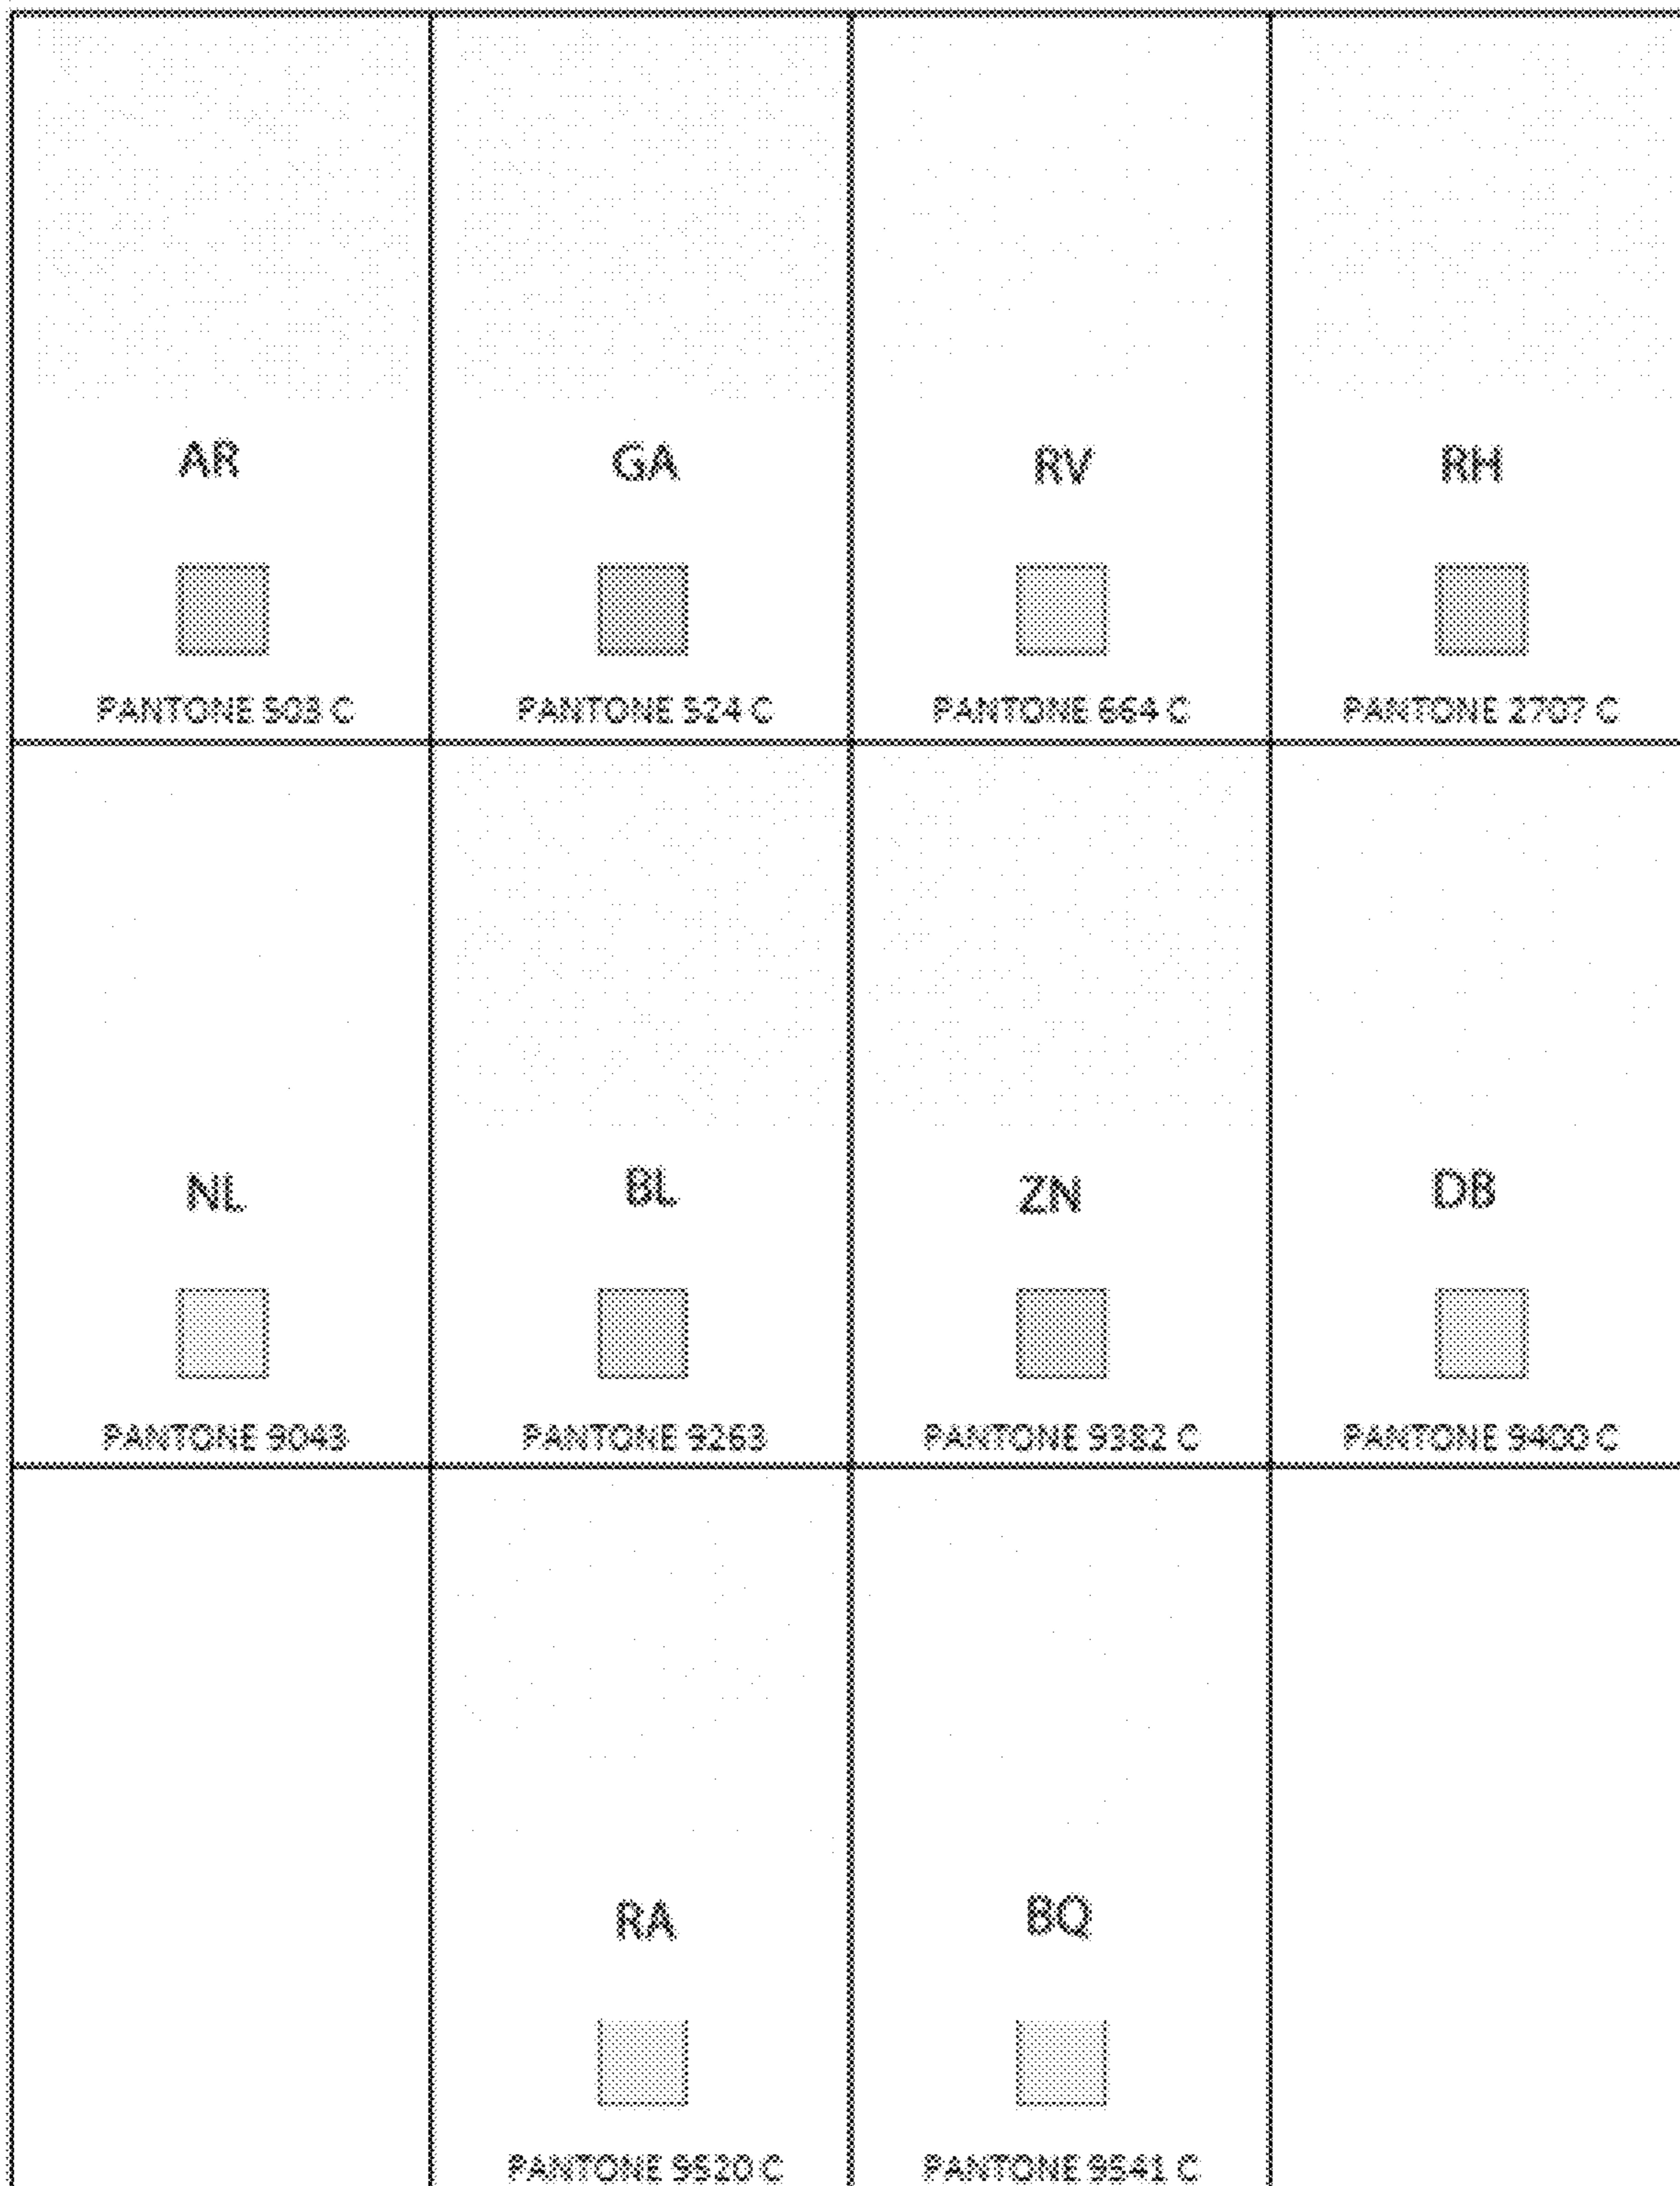 AR GA RV RH
PANTONE 503 C PANTONE 524 C PANTONE 664 C PANTONE 2707 C
NL BL ZN DB
PANTONE 9043 PANTONE 9263 PANTONE 9382 C PANTONE 9400 C
RA BQ
PANTONE 9520 C PANTONE 9541 C